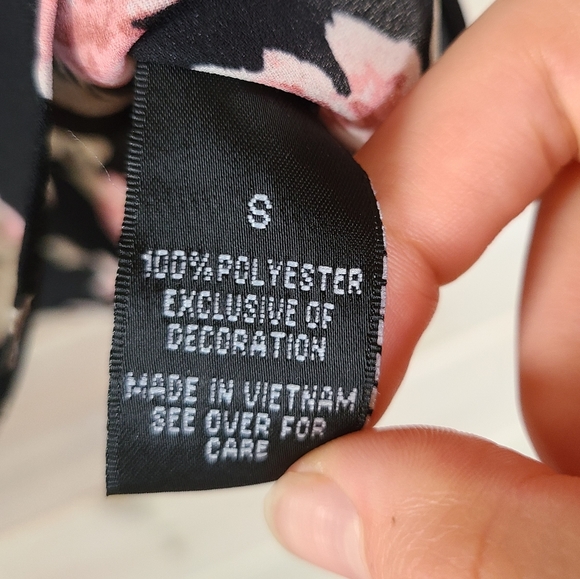 S
100% POLYESTER
EXCLUSIVE OF
DECORATION
MADE IN VIETNAM
SEE OVER FOR
CARE